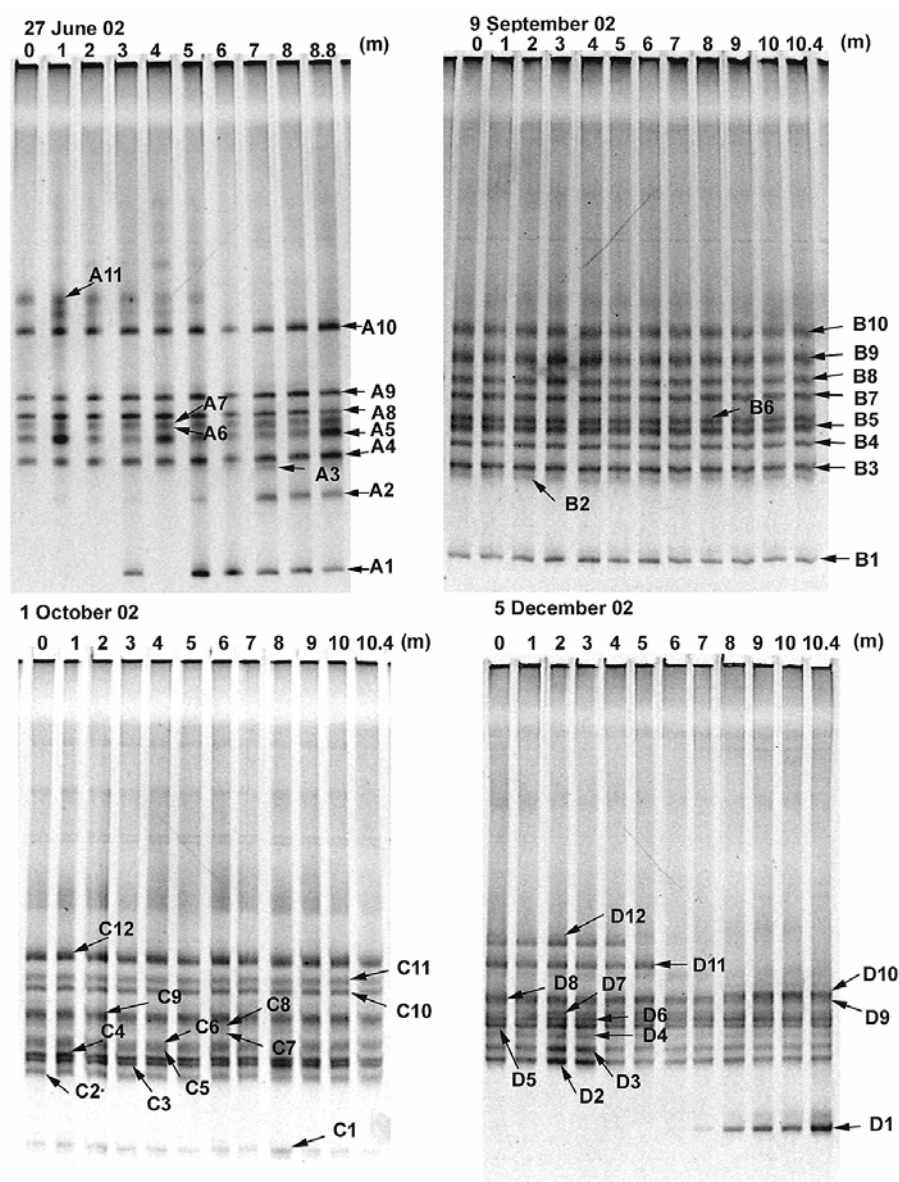 27 June 02
0 1 2 3 4 5 6 7 8 8.8 (m)
A11
A10
A9
A7
A8
A6
A5
A4
A3
A2
A1
9 September 02
0 1 2 3 4 5 6 7 8 9 10 10.4 (m)
B10
B9
B8
B7
B6
B5
B4
B3
B2
B1
1 October 02
0 1 2 3 4 5 6 7 8 9 10 10.4 (m)
C12
C11
C9
C8
C10
C4
C6
C7
C2
C3
C5
C1
5 December 02
0 1 2 3 4 5 6 7 8 9 10 10.4 (m)
D12
D11
D10
D8
D7
D6
D9
D4
D5
D3
D2
D1